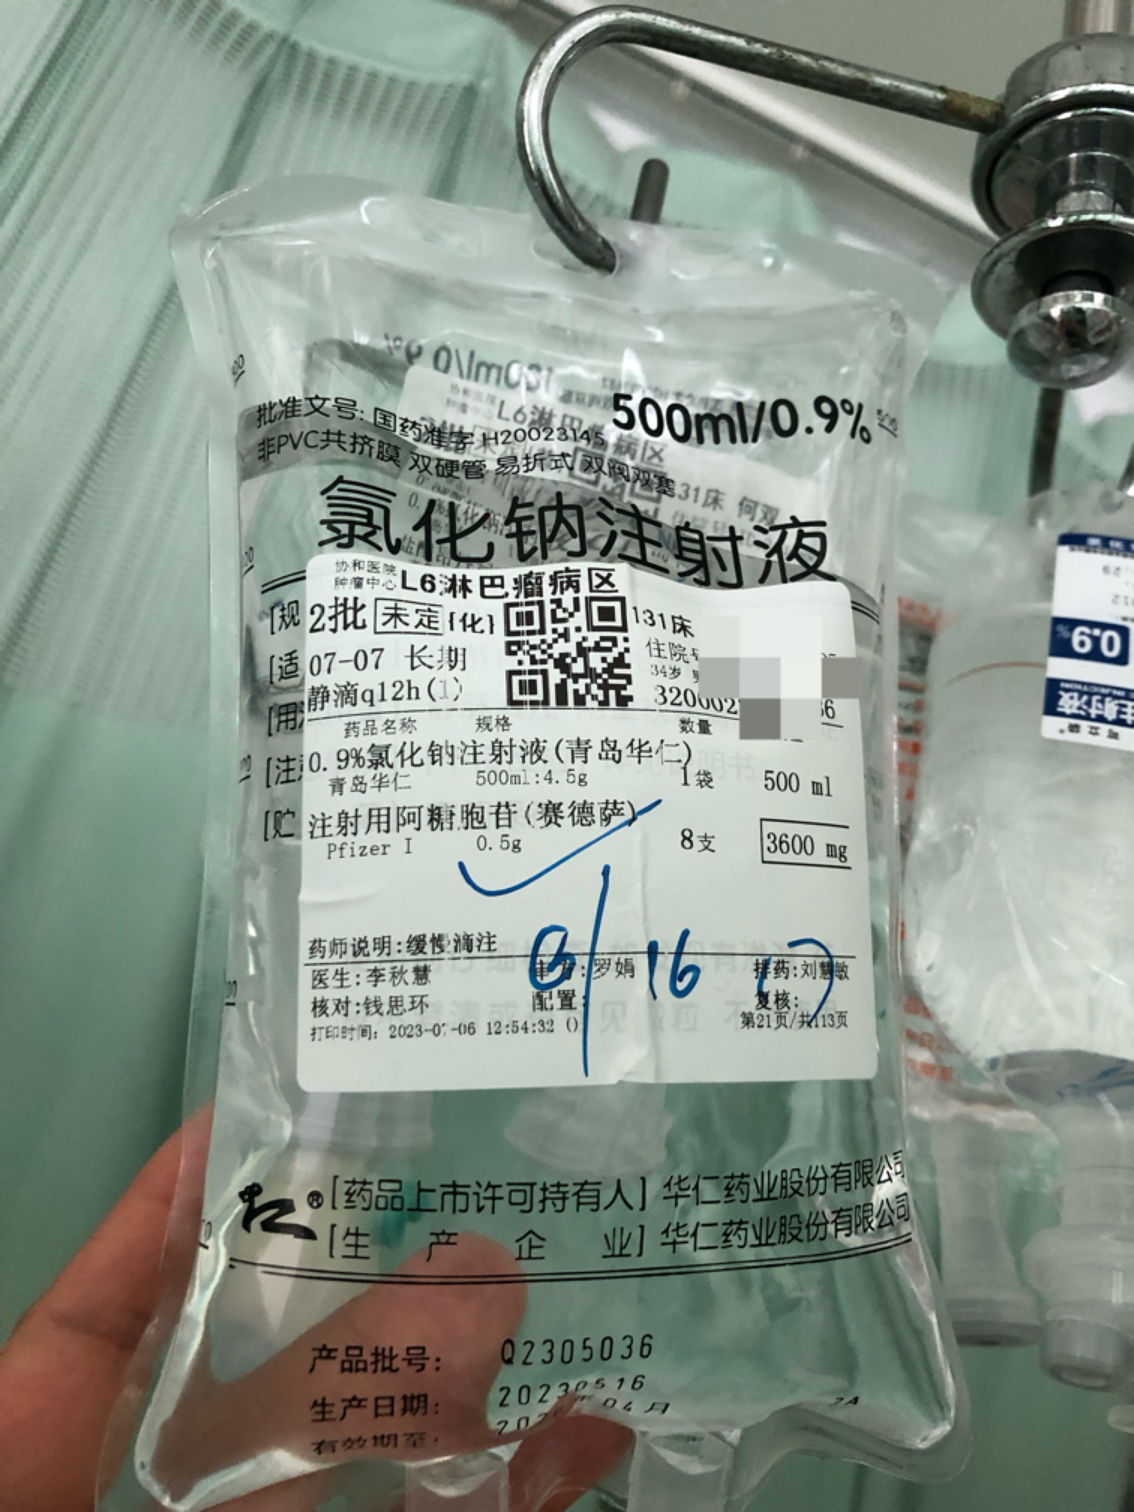 批准文号: 国药准字 H20023145
500ml/0.9%
非PVC共挤膜 双硬管 易折式 双阀双塞
氯化钠注射液
协和医院
肿瘤中心 L6淋巴瘤病区
2批 未定 {化}
131床
07-07 长期
住院号
34岁
静滴q12h(1)
药品名称 规格 数量
0.9%氯化钠注射液(青岛华仁)
青岛华仁 500ml:4.5g 1袋 500 ml
注射用阿糖胞苷(赛德萨)
Pfizer I 0.5g 8支 3600 mg
药师说明:缓慢滴注
16
医生:李秋慧 审方:罗娟 排药:刘慧敏
核对:钱思环 配置: 复核:
打印时间: 2023-07-06 12:54:32 () 第21页/共113页
[规
[适
[用
[注
[贮
31床
0.9%
[药品上市许可持有人] 华仁药业股份有限公司
[生产企业] 华仁药业股份有限公司
产品批号: Q2305036
生产日期: 20230516
有效期至: